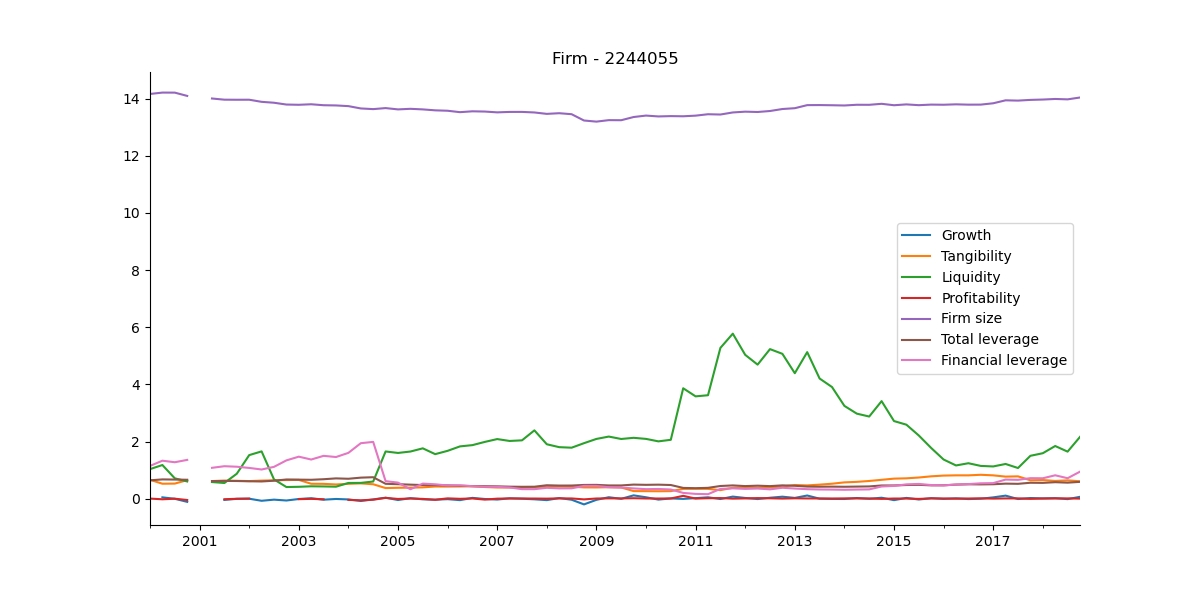 Firm - 2244055
14
12
10
8
6
4
2
0
Growth
Tangibility
Liquidity
Profitability
Firm size
Total leverage
Financial leverage
2001 2003 2005 2007 2009 2011 2013 2015 2017